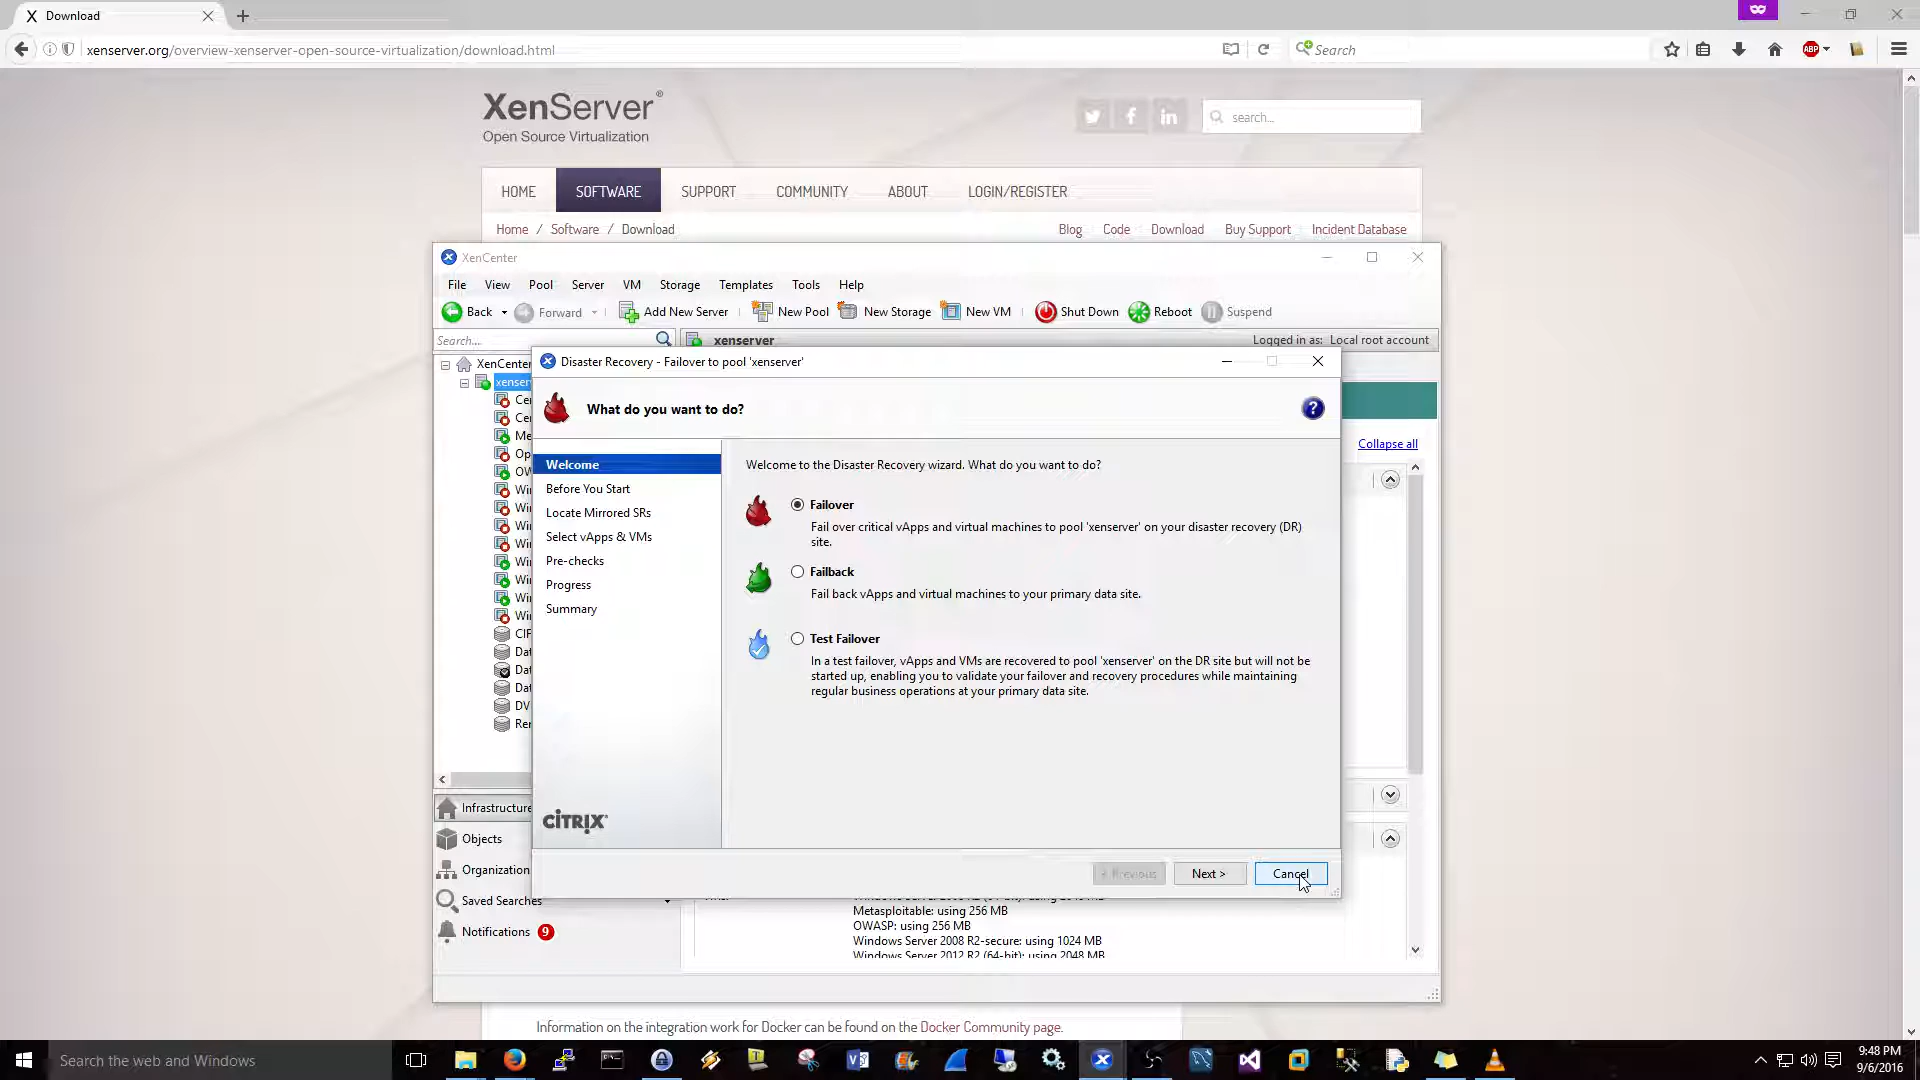 Download
xenserver.org/overview-xenserver-open-source-virtualization/download.html
Search
ABP
XenServer®
Open Source Virtualization
search...
HOME SOFTWARE SUPPORT COMMUNITY ABOUT LOGIN/REGISTER
Home / Software / Download
Blog Code Download Buy Support Incident Database
XenCenter
File View Pool Server VM Storage Templates Tools Help
Back Forward Add New Server New Pool New Storage New VM Shut Down Reboot Suspend
Search...
xenserver
Logged in as: Local root account
XenCenter
Disaster Recovery - Failover to pool 'xenserver'
What do you want to do?
?
Collapse all
Welcome
Before You Start
Locate Mirrored SRs
Select vApps & VMs
Pre-checks
Progress
Summary
CITRIX
Welcome to the Disaster Recovery wizard. What do you want to do?
Failover
Fail over critical vApps and virtual machines to pool 'xenserver' on your disaster recovery (DR)
site.
Failback
Fail back vApps and virtual machines to your primary data site.
Test Failover
In a test failover, vApps and VMs are recovered to pool 'xenserver' on the DR site but will not be
started up, enabling you to validate your failover and recovery procedures while maintaining
regular business operations at your primary data site.
< Previous Next > Cancel
Infrastructure
Objects
Organization
Saved Searches
Notifications 9
Metasploitable: using 256 MB
OWASP: using 256 MB
Windows Server 2008 R2-secure: using 1024 MB
Windows Server 2012 R2 (64-bit): using 2048 MB
Information on the integration work for Docker can be found on the Docker Community page.
Search the web and Windows
9:48 PM
9/6/2016